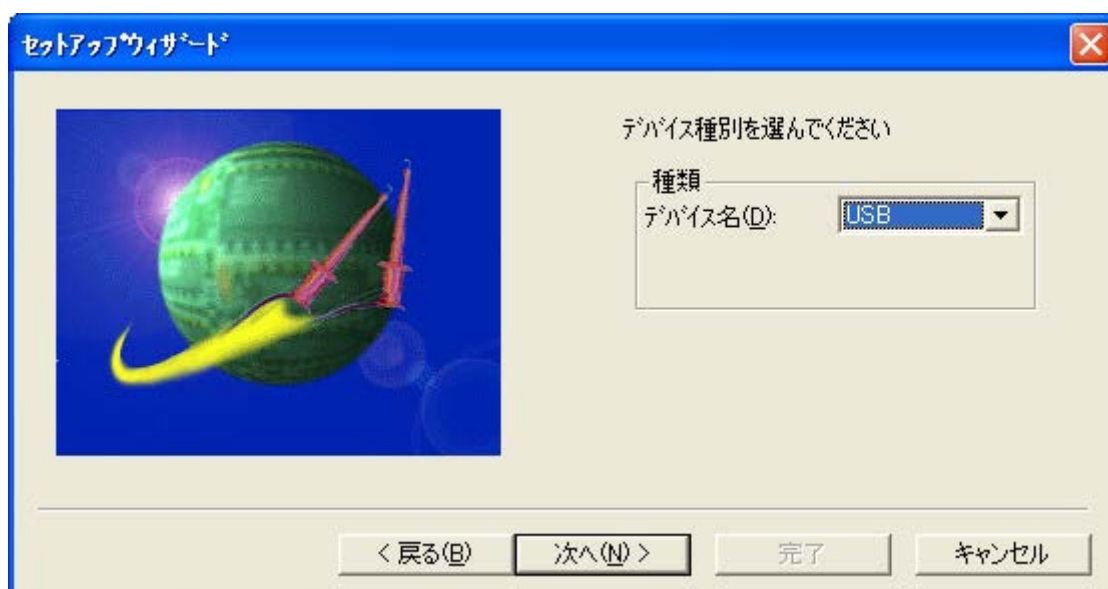 セットアップウィザード
デバイス種別を選んでください
種類
デバイス名(D):
USB
< 戻る(B)
次へ(N) >
完了
キャンセル